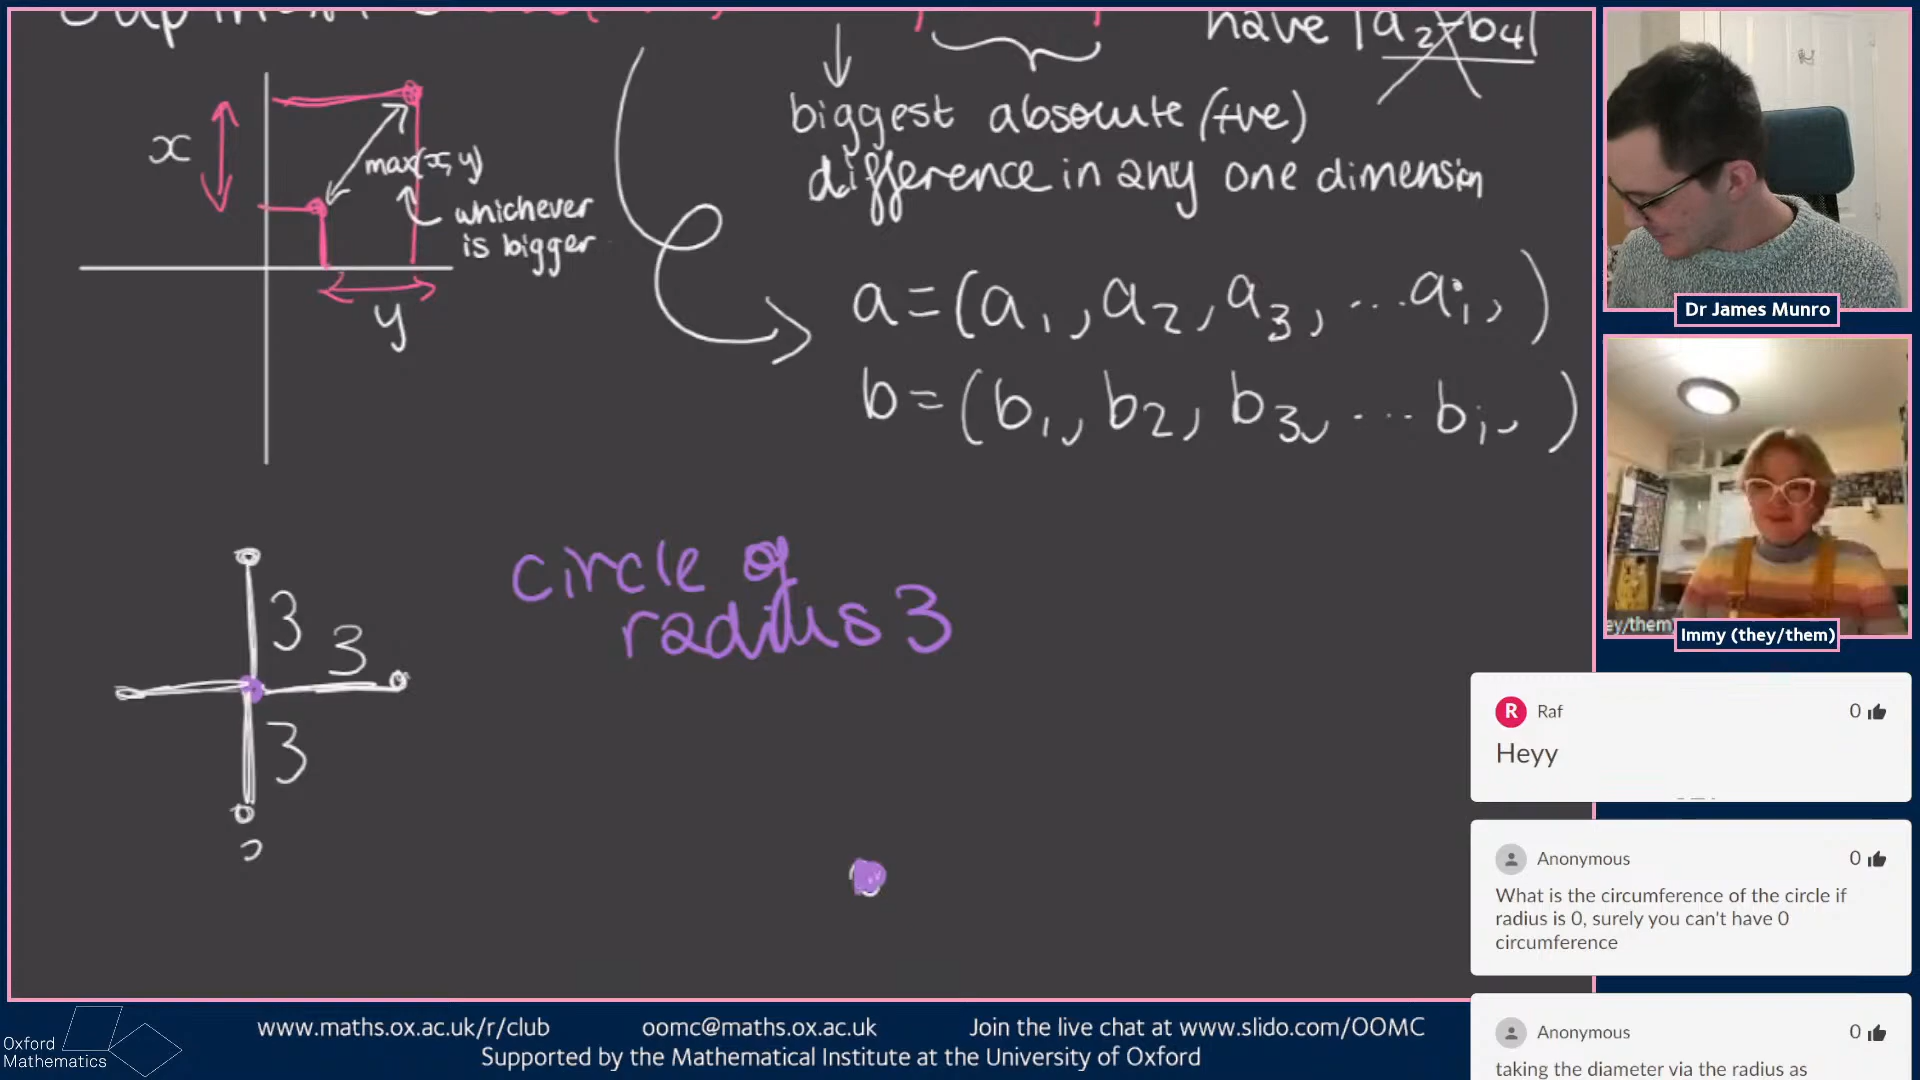 have |a2-b4|
biggest absolute (+ve)
difference in any one dimension
x
max(x,y)
whichever
is bigger
y
a=(a1,a2,a3,...ai,)
b=(b1,b2,b3,...bi,)
circle of
radius 3
3
3
3
Dr James Munro
ey/them)
Immy (they/them)
R
Raf
0
Heyy
Anonymous
0
What is the circumference of the circle if
radius is 0, surely you can't have 0
circumference
Anonymous
0
taking the diameter via the radius as
Oxford
Mathematics
www.maths.ox.ac.uk/r/club
oomc@maths.ox.ac.uk
Join the live chat at www.slido.com/OOMC
Supported by the Mathematical Institute at the University of Oxford